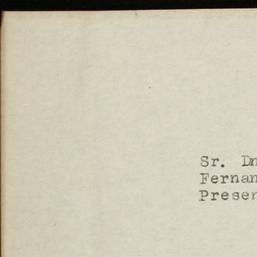 Sr. Dn
Fernan
Presen